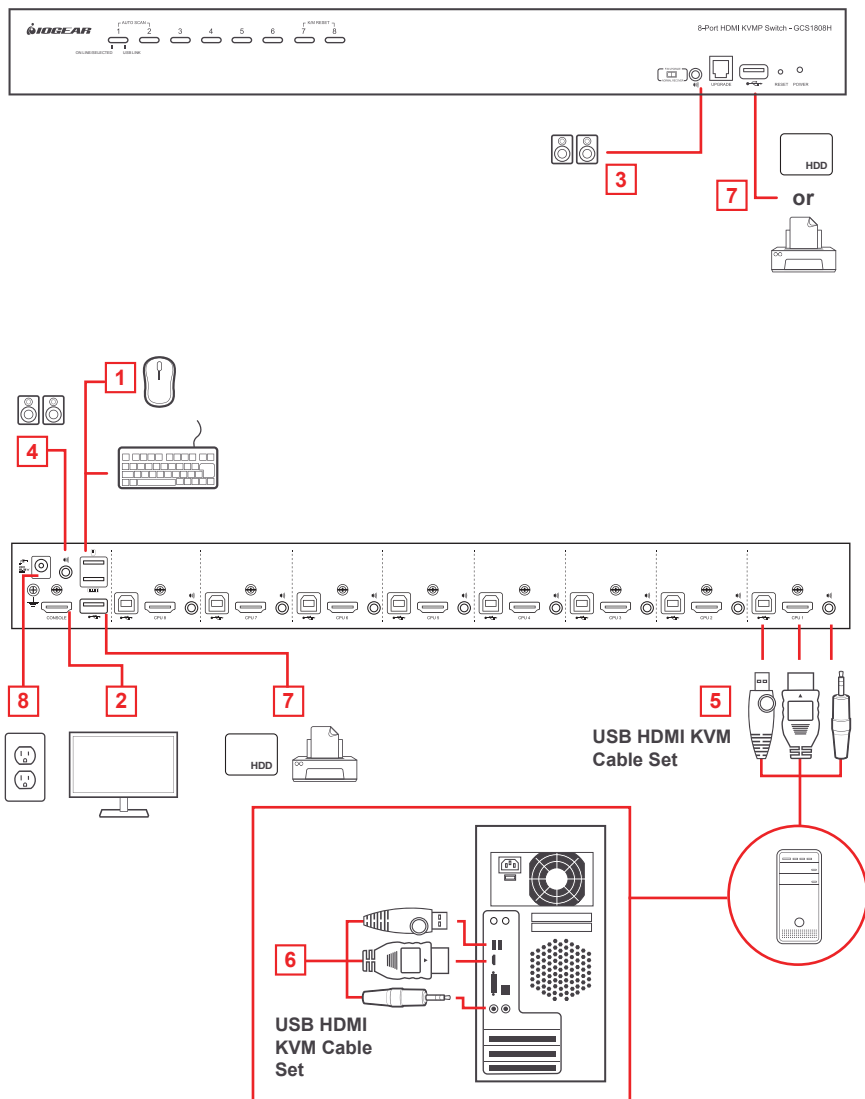 IOGEAR
AUTO SCAN
K/M RESET
1 2 3 4 5 6 7 8
ON LINE/SELECTED USB LINK
8-Port HDMI KVMP Switch - GCS1808H
UPGRADE
RESET POWER
3
7
HDD
or
1
4
CONSOLE
CPU 8
CPU 7
CPU 6
CPU 5
CPU 4
CPU 3
CPU 2
CPU 1
8
2
7
5
HDD
USB HDMI KVM
Cable Set
6
USB HDMI
KVM Cable
Set